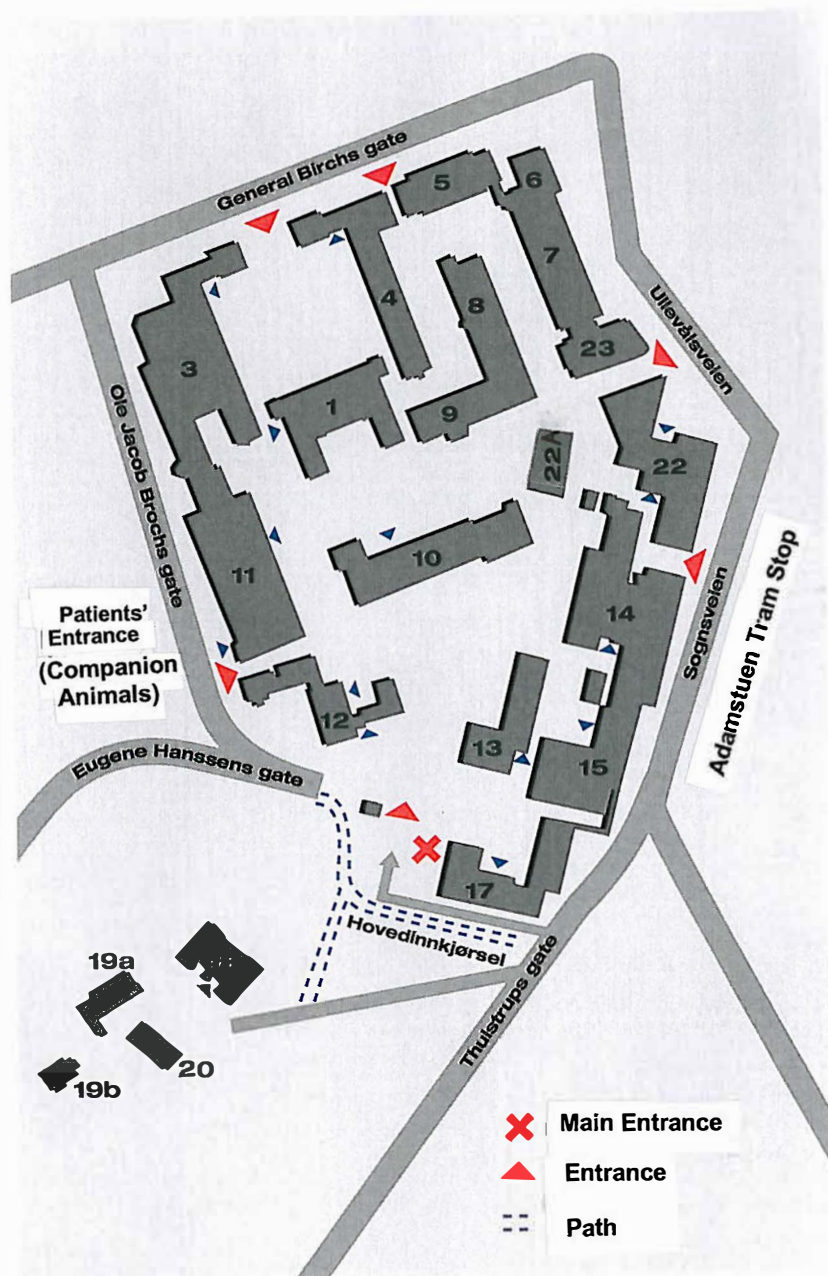 General Birchs gate
5
6
7
4
8
Ullevålsveien
3
23
1
9
Ole Jacob Brochs gate
22A
22
10
11
14
Adamstuen Tram Stop
Sognsveien
Patients'
Entrance
(Companion
Animals)
12
13
15
Eugene Hanssens gate
17
Hovedinnkjørsel
19a
Thulstrups gate
20
19b
Main Entrance
Entrance
Path